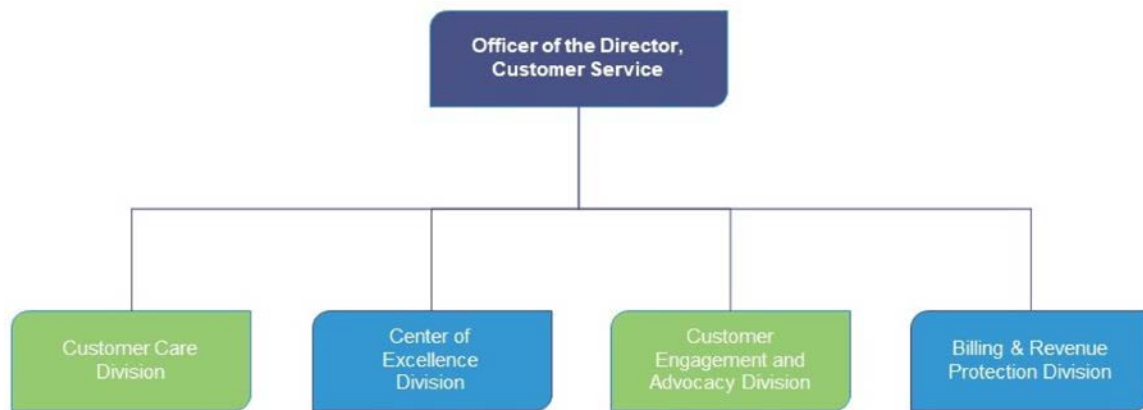 Officer of the Director,
Customer Service
Customer Care
Division
Center of
Excellence
Division
Customer
Engagement and
Advocacy Division
Billing & Revenue
Protection Division